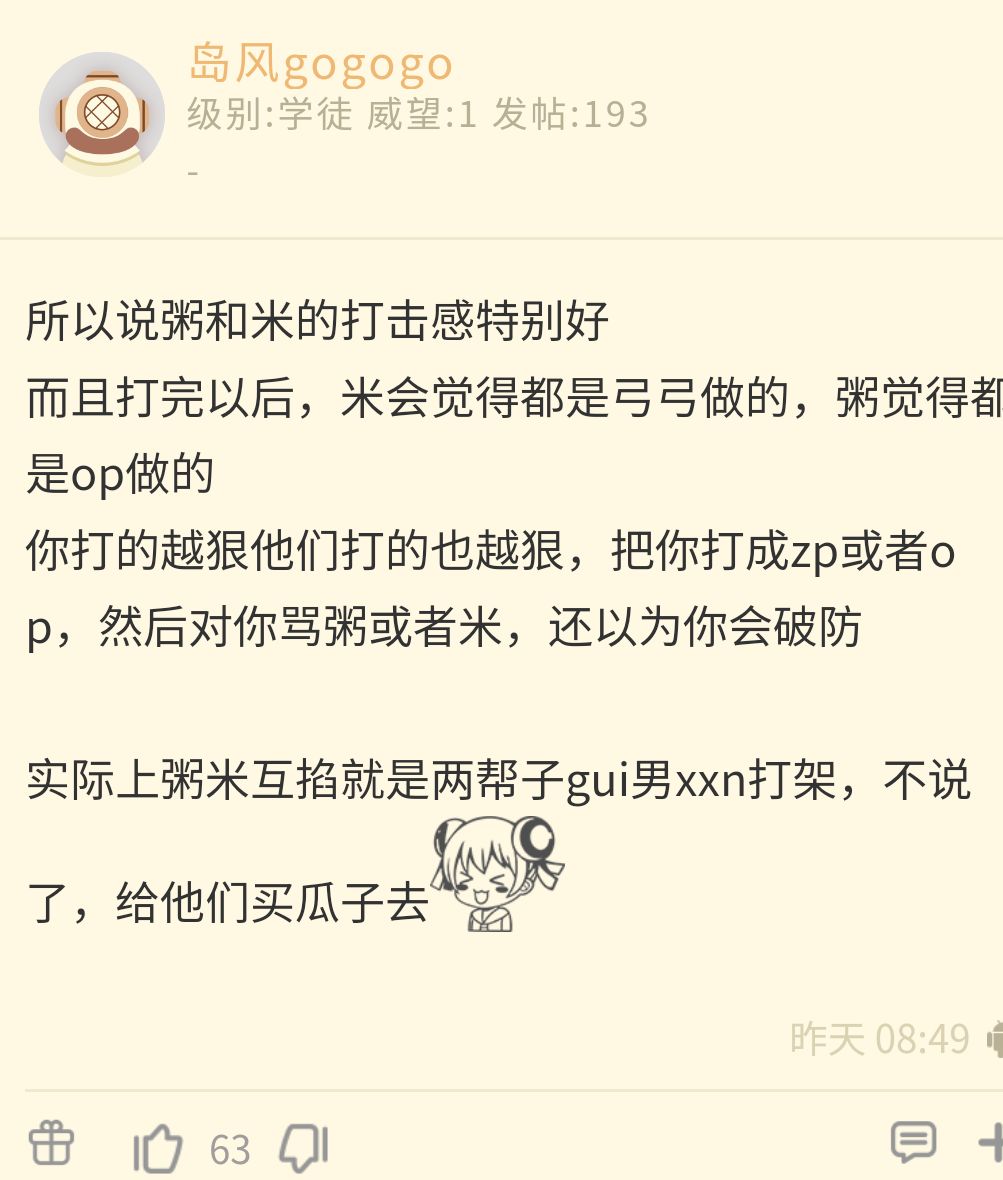 岛风gogogo
级别:学徒 威望:1 发帖:193
-
所以说粥和米的打击感特别好
而且打完以后，米会觉得都是弓弓做的，粥觉得都
是op做的
你打的越狠他们打的也越狠，把你打成zp或者o
p，然后对你骂粥或者米，还以为你会破防
实际上粥米互掐就是两帮子gui男xxn打架，不说
了，给他们买瓜子去
昨天 08:49
63